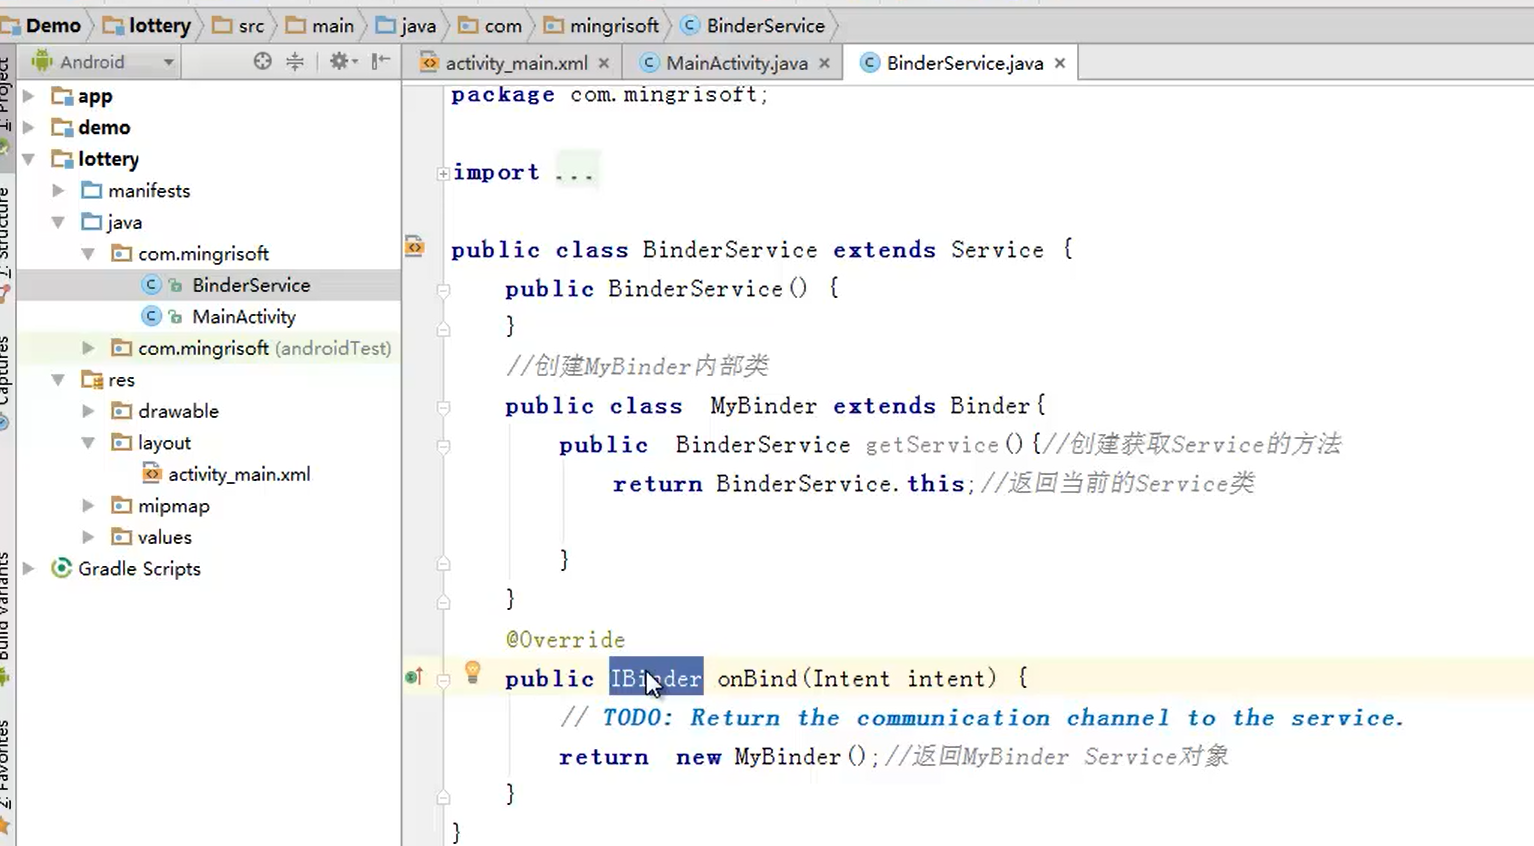 Demo lottery src main java com mingrisoft BinderService
Android
activity_main.xml × MainActivity.java × BinderService.java ×
1: Project
Structure
Captures
Build Variants
2: Favorites
app
demo
lottery
manifests
java
com.mingrisoft
BinderService
MainActivity
com.mingrisoft (androidTest)
res
drawable
layout
activity_main.xml
mipmap
values
Gradle Scripts
package com.mingrisoft;
import ...
public class BinderService extends Service {
public BinderService() {
}
//创建MyBinder内部类
public class MyBinder extends Binder{
public BinderService getService(){//创建获取Service的方法
return BinderService.this;//返回当前的Service类
}
}
@Override
public IBinder onBind(Intent intent) {
// TODO: Return the communication channel to the service.
return new MyBinder();//返回MyBinder Service对象
}
}